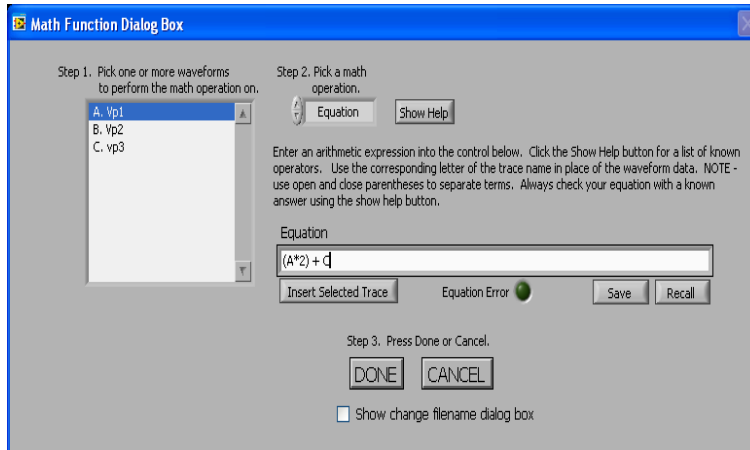 Math Function Dialog Box
Step 1. Pick one or more waveforms
to perform the math operation on.
A. Vp1
B. Vp2
C. vp3
Step 2. Pick a math
operation.
Equation
Show Help
Enter an arithmetic expression into the control below. Click the Show Help button for a list of known
operators. Use the corresponding letter of the trace name in place of the waveform data. NOTE -
use open and close parentheses to separate terms. Always check your equation with a known
answer using the show help button.
Equation
(A*2) + C
Insert Selected Trace
Equation Error
Save
Recall
Step 3. Press Done or Cancel.
DONE
CANCEL
Show change filename dialog box